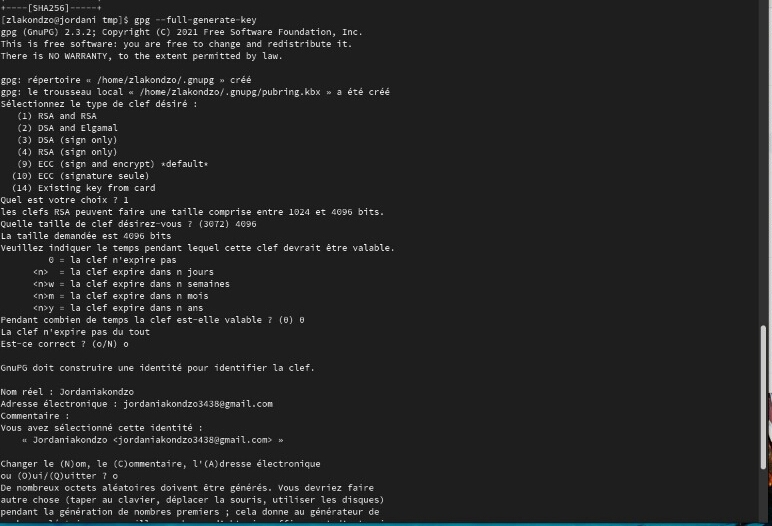 +----[SHA256]-----+
[zlakondzo@jordani tmp]$ gpg --full-generate-key
gpg (GnuPG) 2.3.2; Copyright (C) 2021 Free Software Foundation, Inc.
This is free software: you are free to change and redistribute it.
There is NO WARRANTY, to the extent permitted by law.
gpg: répertoire « /home/zlakondzo/.gnupg » créé
gpg: le trousseau local « /home/zlakondzo/.gnupg/pubring.kbx » a été créé
Sélectionnez le type de clef désiré :
(1) RSA and RSA
(2) DSA and Elgamal
(3) DSA (sign only)
(4) RSA (sign only)
(9) ECC (sign and encrypt) *default*
(10) ECC (signature seule)
(14) Existing key from card
Quel est votre choix ? 1
les clefs RSA peuvent faire une taille comprise entre 1024 et 4096 bits.
Quelle taille de clef désirez-vous ? (3072) 4096
La taille demandée est 4096 bits
Veuillez indiquer le temps pendant lequel cette clef devrait être valable.
0 = la clef n'expire pas
<n> = la clef expire dans n jours
<n>w = la clef expire dans n semaines
<n>m = la clef expire dans n mois
<n>y = la clef expire dans n ans
Pendant combien de temps la clef est-elle valable ? (0) 0
La clef n'expire pas du tout
Est-ce correct ? (o/N) o
GnuPG doit construire une identité pour identifier la clef.
Nom réel : Jordaniakondzo
Adresse électronique : jordaniakondzo3438@gmail.com
Commentaire :
Vous avez sélectionné cette identité :
« Jordaniakondzo <jordaniakondzo3438@gmail.com> »
Changer le (N)om, le (C)ommentaire, l'(A)dresse électronique
ou (O)ui/(Q)uitter ? o
De nombreux octets aléatoires doivent être générés. Vous devriez faire
autre chose (taper au clavier, déplacer la souris, utiliser les disques)
pendant la génération de nombres premiers ; cela donne au générateur de